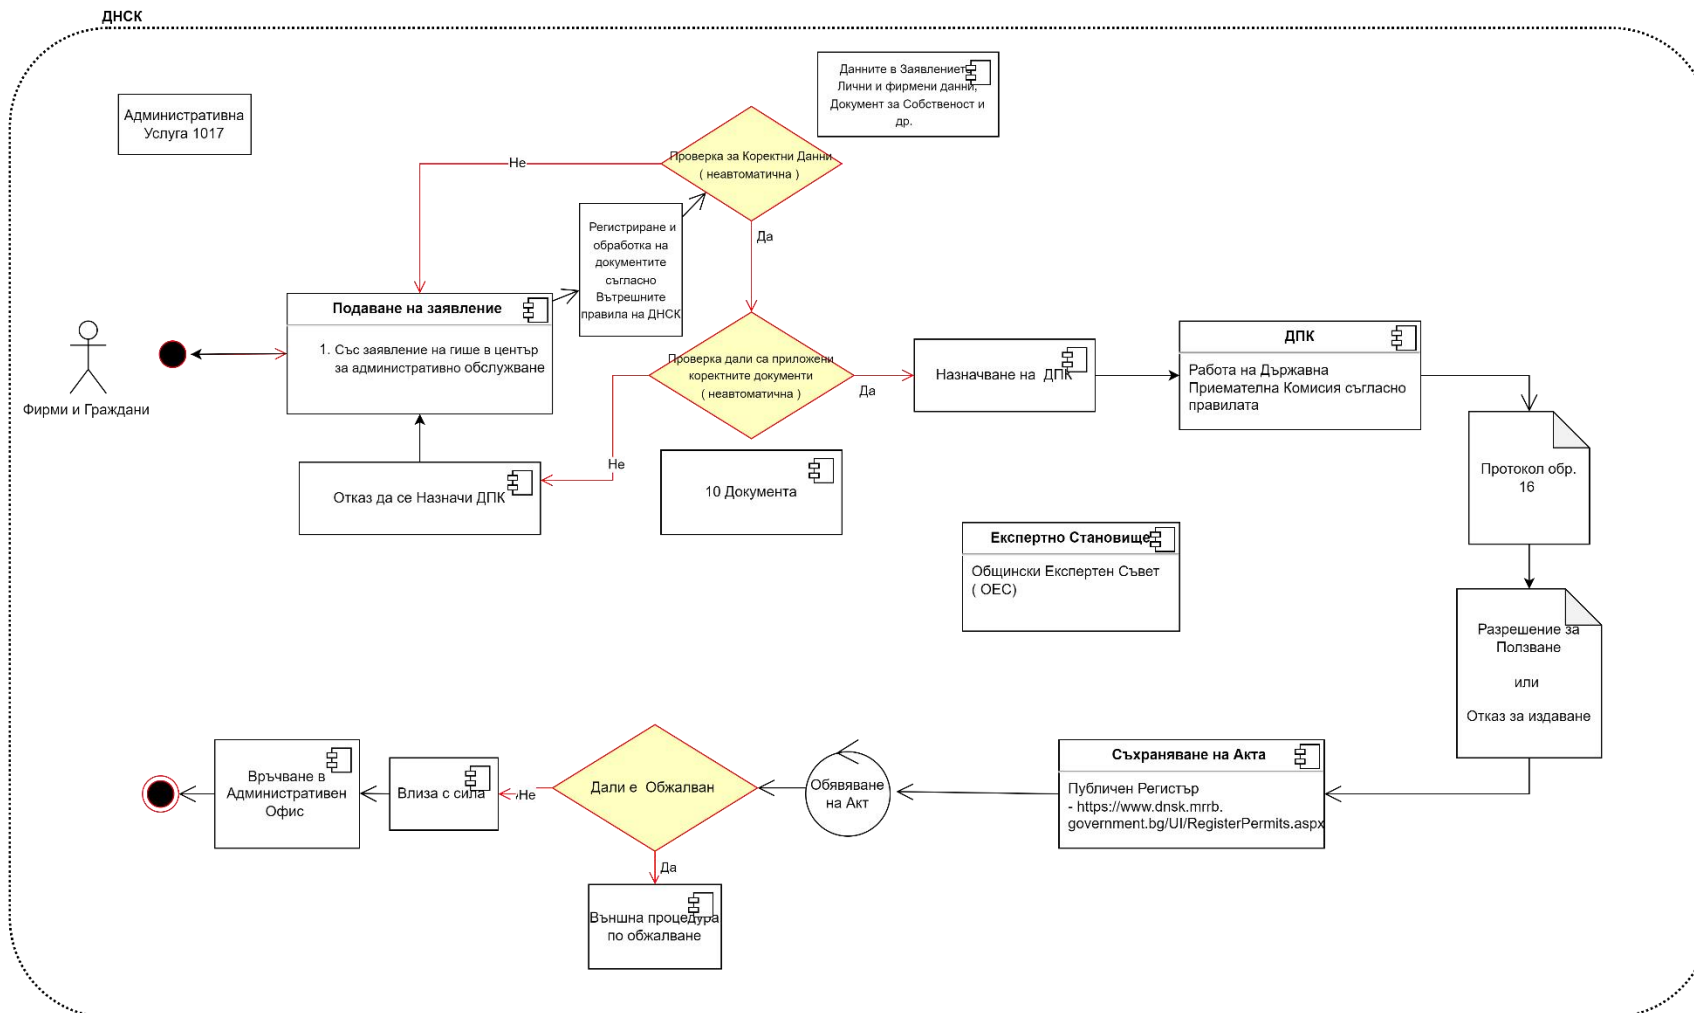 ДНСК
Административна
Услуга 1017
Данните в Заявлението
Лични и фирмени данни,
Документ за Собственост и
др.
Проверка за Коректни Данни
( неавтоматична )
Не
Да
Регистриране и
обработка на
документите
съгласно
Вътрешните
правила на ДНСК
Фирми и Граждани
Подаване на заявление
1. Със заявление на гише в център
за административно обслужване
Проверка дали са приложени
коректните документи
( неавтоматична )
Да
Не
Назначване на ДПК
ДПК
Работа на Държавна
Приемателна Комисия съгласно
правилата
Отказ да се Назначи ДПК
10 Документа
Протокол обр.
16
Експертно Становище
Общински Експертен Съвет
( ОЕС)
Разрешение за
Ползване
или
Отказ за издаване
Съхраняване на Акта
Публичен Регистър
- https://www.dnsk.mrrb.
government.bg/UI/RegisterPermits.aspx
Обявяване
на Акт
Дали е Обжалван
Не
Да
Влиза с сила
Връчване в
Административен
Офис
Външна процедура
по обжалване